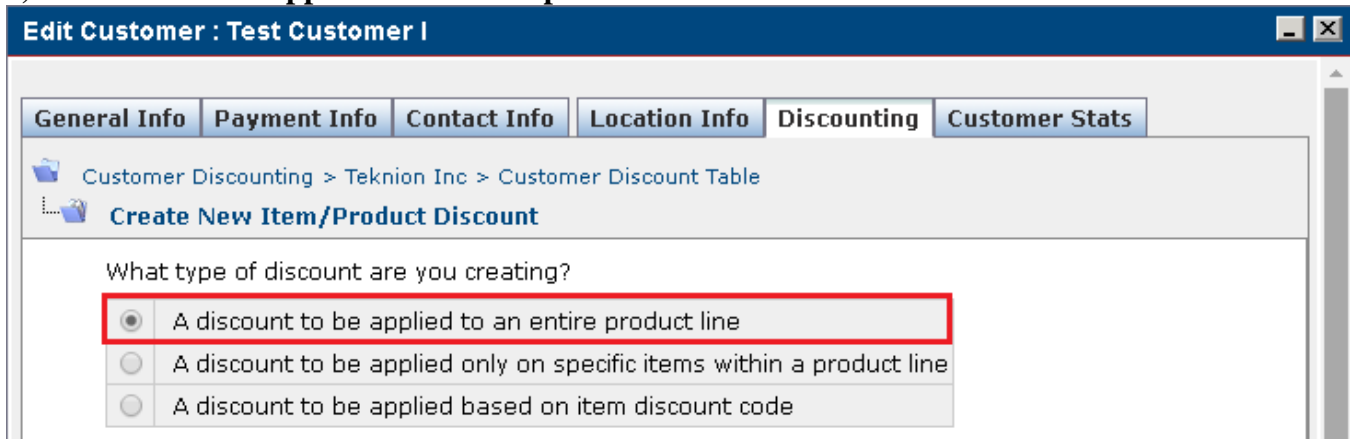 Edit Customer : Test Customer I
General Info Payment Info Contact Info Location Info Discounting Customer Stats
Customer Discounting > Teknion Inc > Customer Discount Table
Create New Item/Product Discount
What type of discount are you creating?
A discount to be applied to an entire product line
A discount to be applied only on specific items within a product line
A discount to be applied based on item discount code